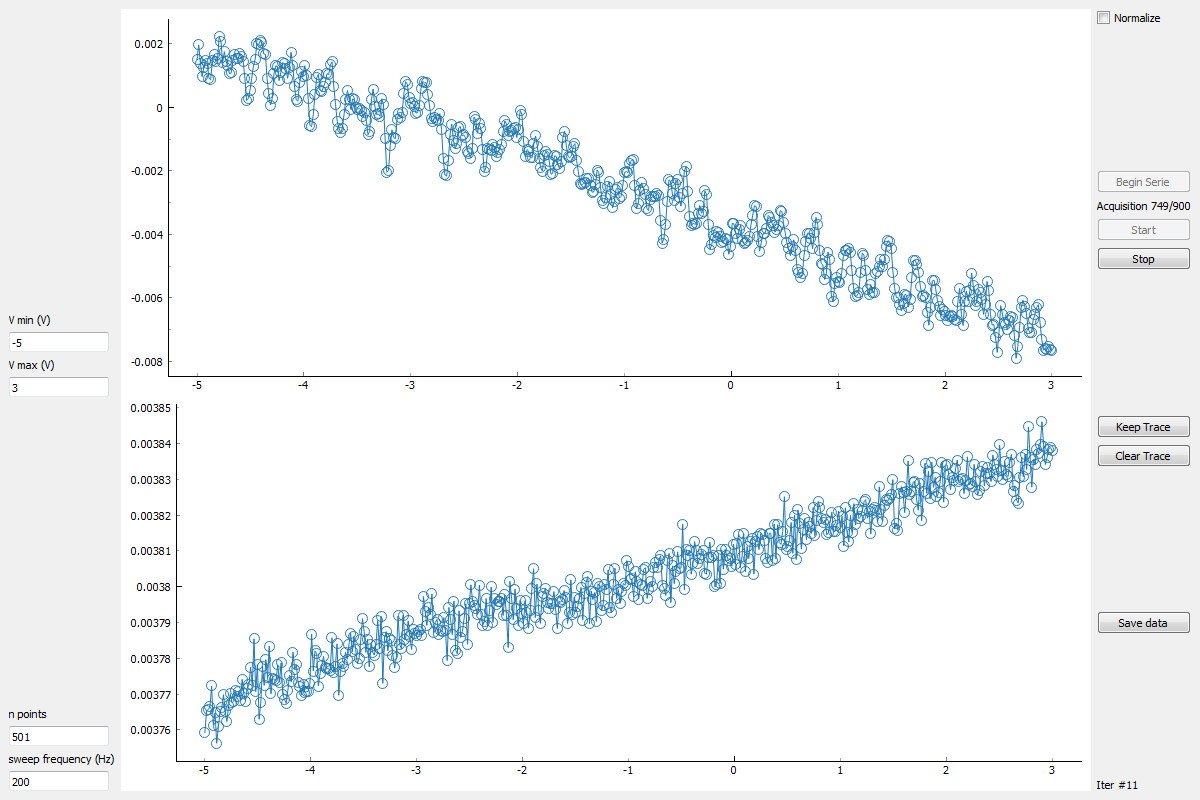 Normalize
0.002
0
-0.002
-0.004
-0.006
-0.008
-5 -4 -3 -2 -1 0 1 2 3
Begin Serie
Acquisition 749/900
Start
Stop
V min (V)
-5
V max (V)
3
0.00385
0.00384
0.00383
0.00382
0.00381
0.0038
0.00379
0.00378
0.00377
0.00376
-5 -4 -3 -2 -1 0 1 2 3
Keep Trace
Clear Trace
Save data
n points
501
sweep frequency (Hz)
200
Iter #11